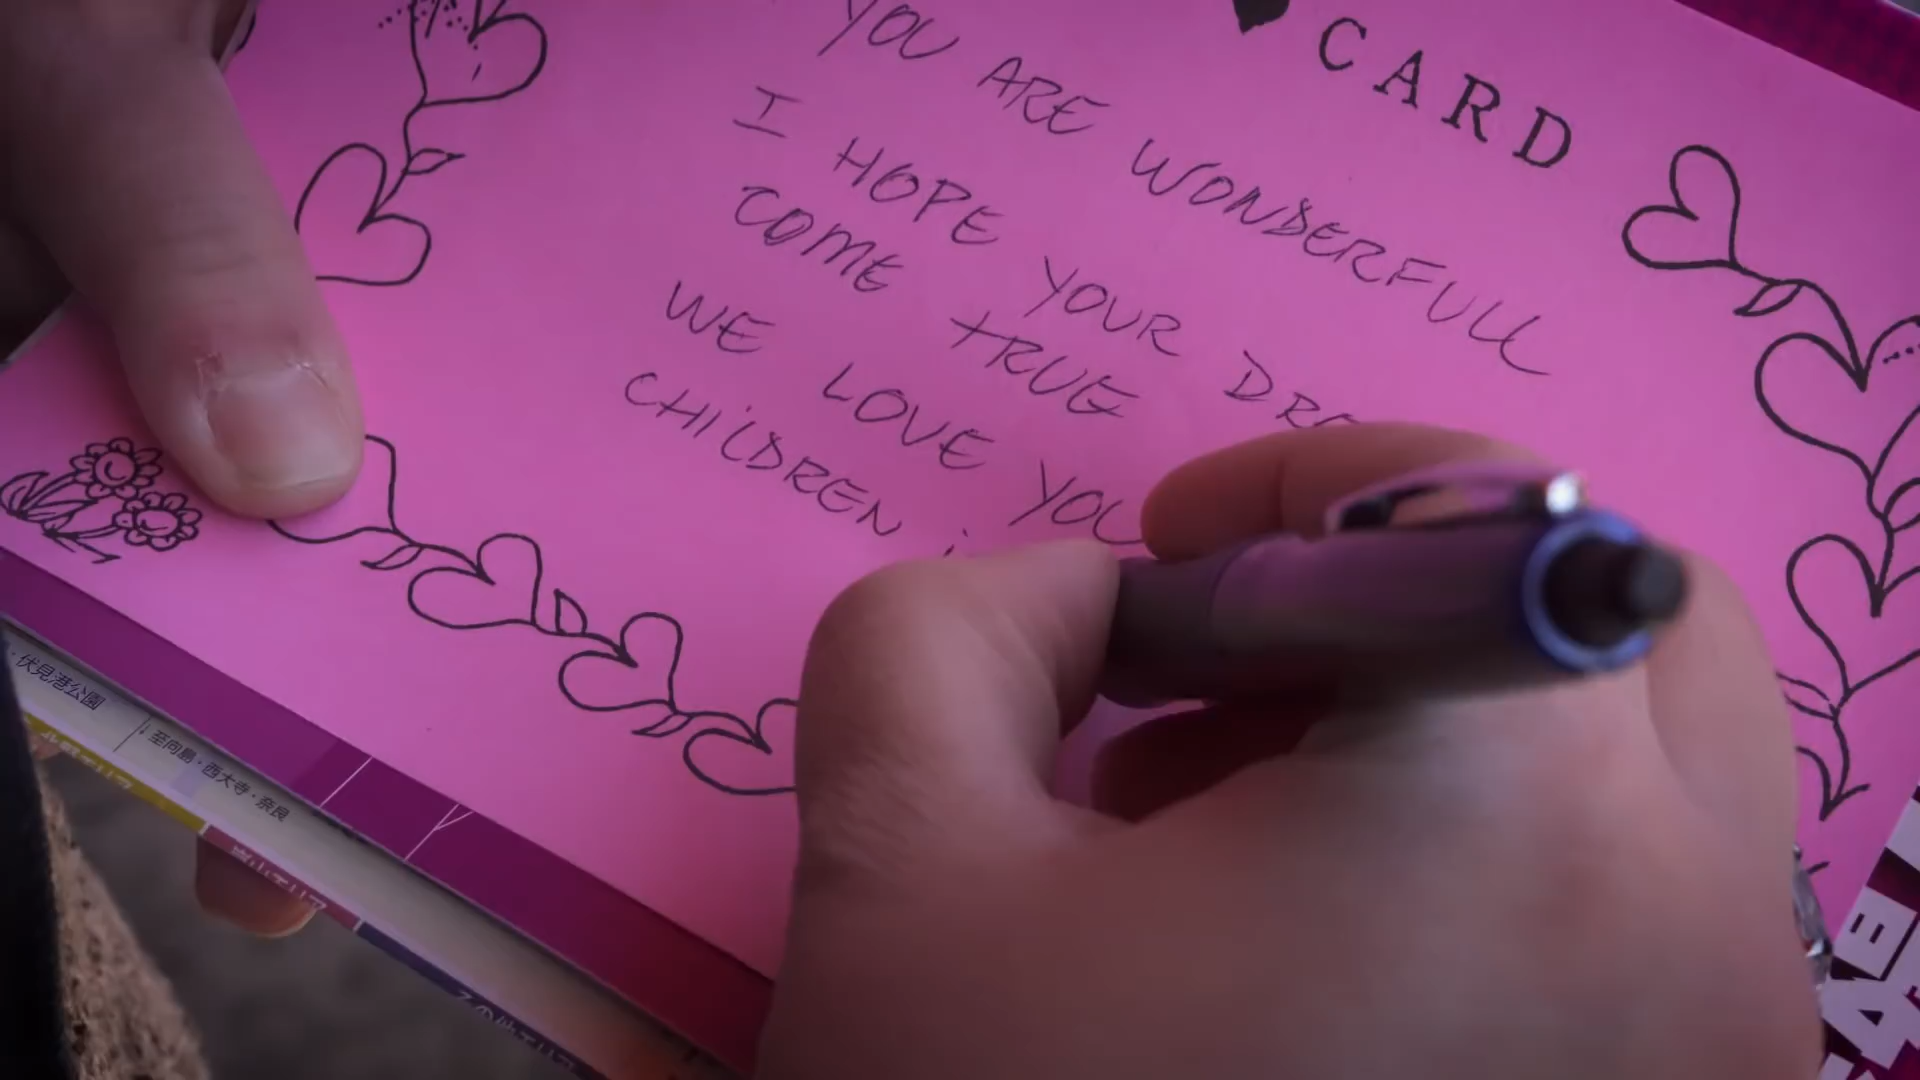 CARD
YOU ARE WONDERFULL
I HOPE YOUR
COME TRUE
WE LOVE YOU
CHILDREN
伏見港公園
至向島・西大寺・奈良